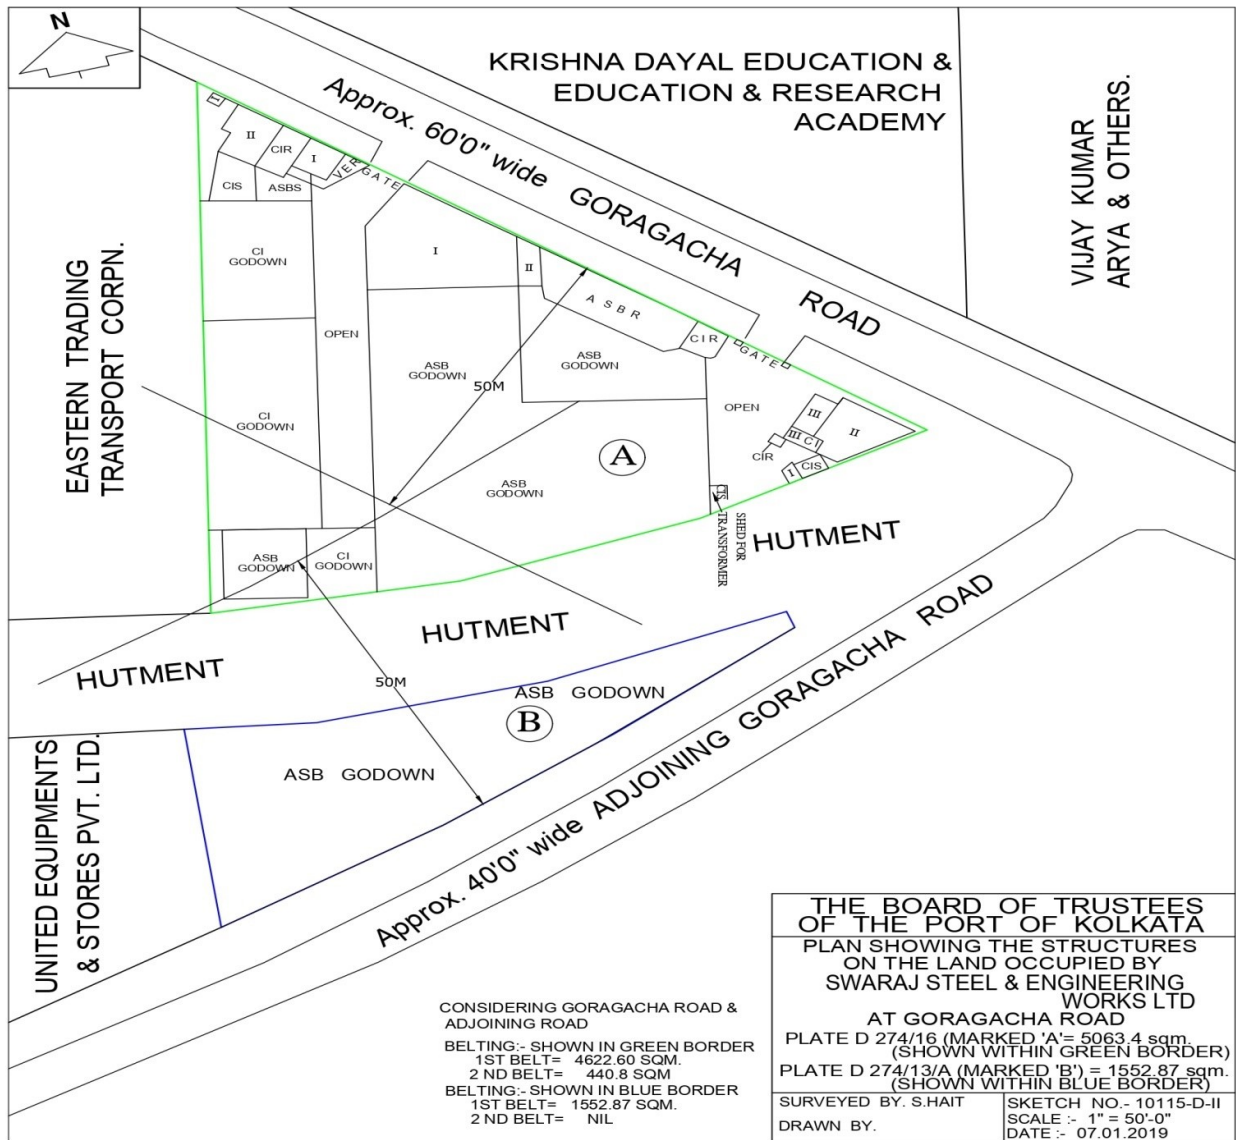 N
KRISHNA DAYAL EDUCATION &
EDUCATION & RESEARCH
ACADEMY
VIJAY KUMAR
ARYA & OTHERS.
Approx. 60'0" wide GORAGACHA ROAD
EASTERN TRADING
TRANSPORT CORPN.
I
II
CIR
I
VER
GATE
CIS
ASBS
CI
GODOWN
OPEN
CI
GODOWN
ASB
GODOWN
CI
GODOWN
I
II
A S B R
CIR
GATE
ASB
GODOWN
ASB
GODOWN
50M
OPEN
III
II
III
CI
CIR
I
CIS
A
ASB
GODOWN
CIS
SHED FOR
TRANSFORMER
HUTMENT
HUTMENT
HUTMENT
50M
ASB GODOWN
B
ASB GODOWN
UNITED EQUIPMENTS
& STORES PVT. LTD.
Approx. 40'0" wide ADJOINING GORAGACHA ROAD
CONSIDERING GORAGACHA ROAD &
ADJOINING ROAD
BELTING:- SHOWN IN GREEN BORDER
1ST BELT= 4622.60 SQM.
2 ND BELT= 440.8 SQM
BELTING:- SHOWN IN BLUE BORDER
1ST BELT= 1552.87 SQM.
2 ND BELT= NIL
THE BOARD OF TRUSTEES
OF THE PORT OF KOLKATA
PLAN SHOWING THE STRUCTURES
ON THE LAND OCCUPIED BY
SWARAJ STEEL & ENGINEERING
WORKS LTD
AT GORAGACHA ROAD
PLATE D 274/16 (MARKED 'A'= 5063.4 sqm.
(SHOWN WITHIN GREEN BORDER)
PLATE D 274/13/A (MARKED 'B') = 1552.87 sqm.
(SHOWN WITHIN BLUE BORDER)
SURVEYED BY. S.HAIT
DRAWN BY.
SKETCH NO.- 10115-D-II
SCALE :- 1" = 50'-0"
DATE :- 07.01.2019